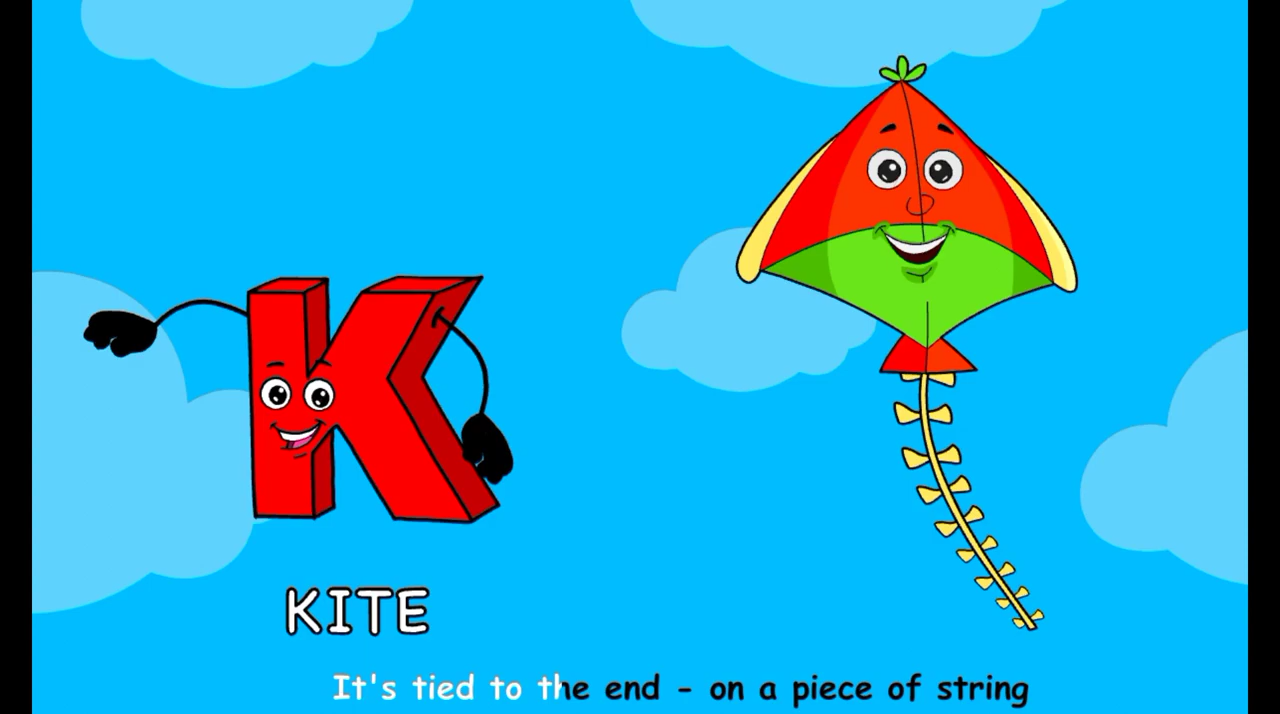 K
KITE
It's tied to the end - on a piece of string